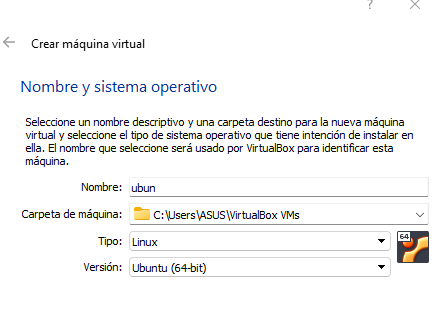 ?
Crear máquina virtual
Nombre y sistema operativo
Seleccione un nombre descriptivo y una carpeta destino para la nueva máquina
virtual y seleccione el tipo de sistema operativo que tiene intención de instalar en
ella. El nombre que seleccione será usado por VirtualBox para identificar esta
máquina.
Nombre: ubun
Carpeta de máquina: C:\Users\ASUS\VirtualBox VMs
Tipo: Linux
64
Versión: Ubuntu (64-bit)